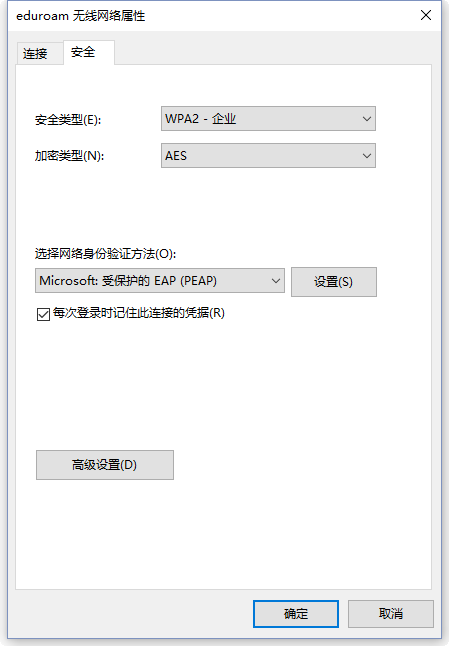 eduroam 无线网络属性
连接
安全
安全类型(E):
WPA2 - 企业
加密类型(N):
AES
选择网络身份验证方法(O):
Microsoft: 受保护的 EAP (PEAP)
设置(S)
每次登录时记住此连接的凭据(R)
高级设置(D)
确定
取消